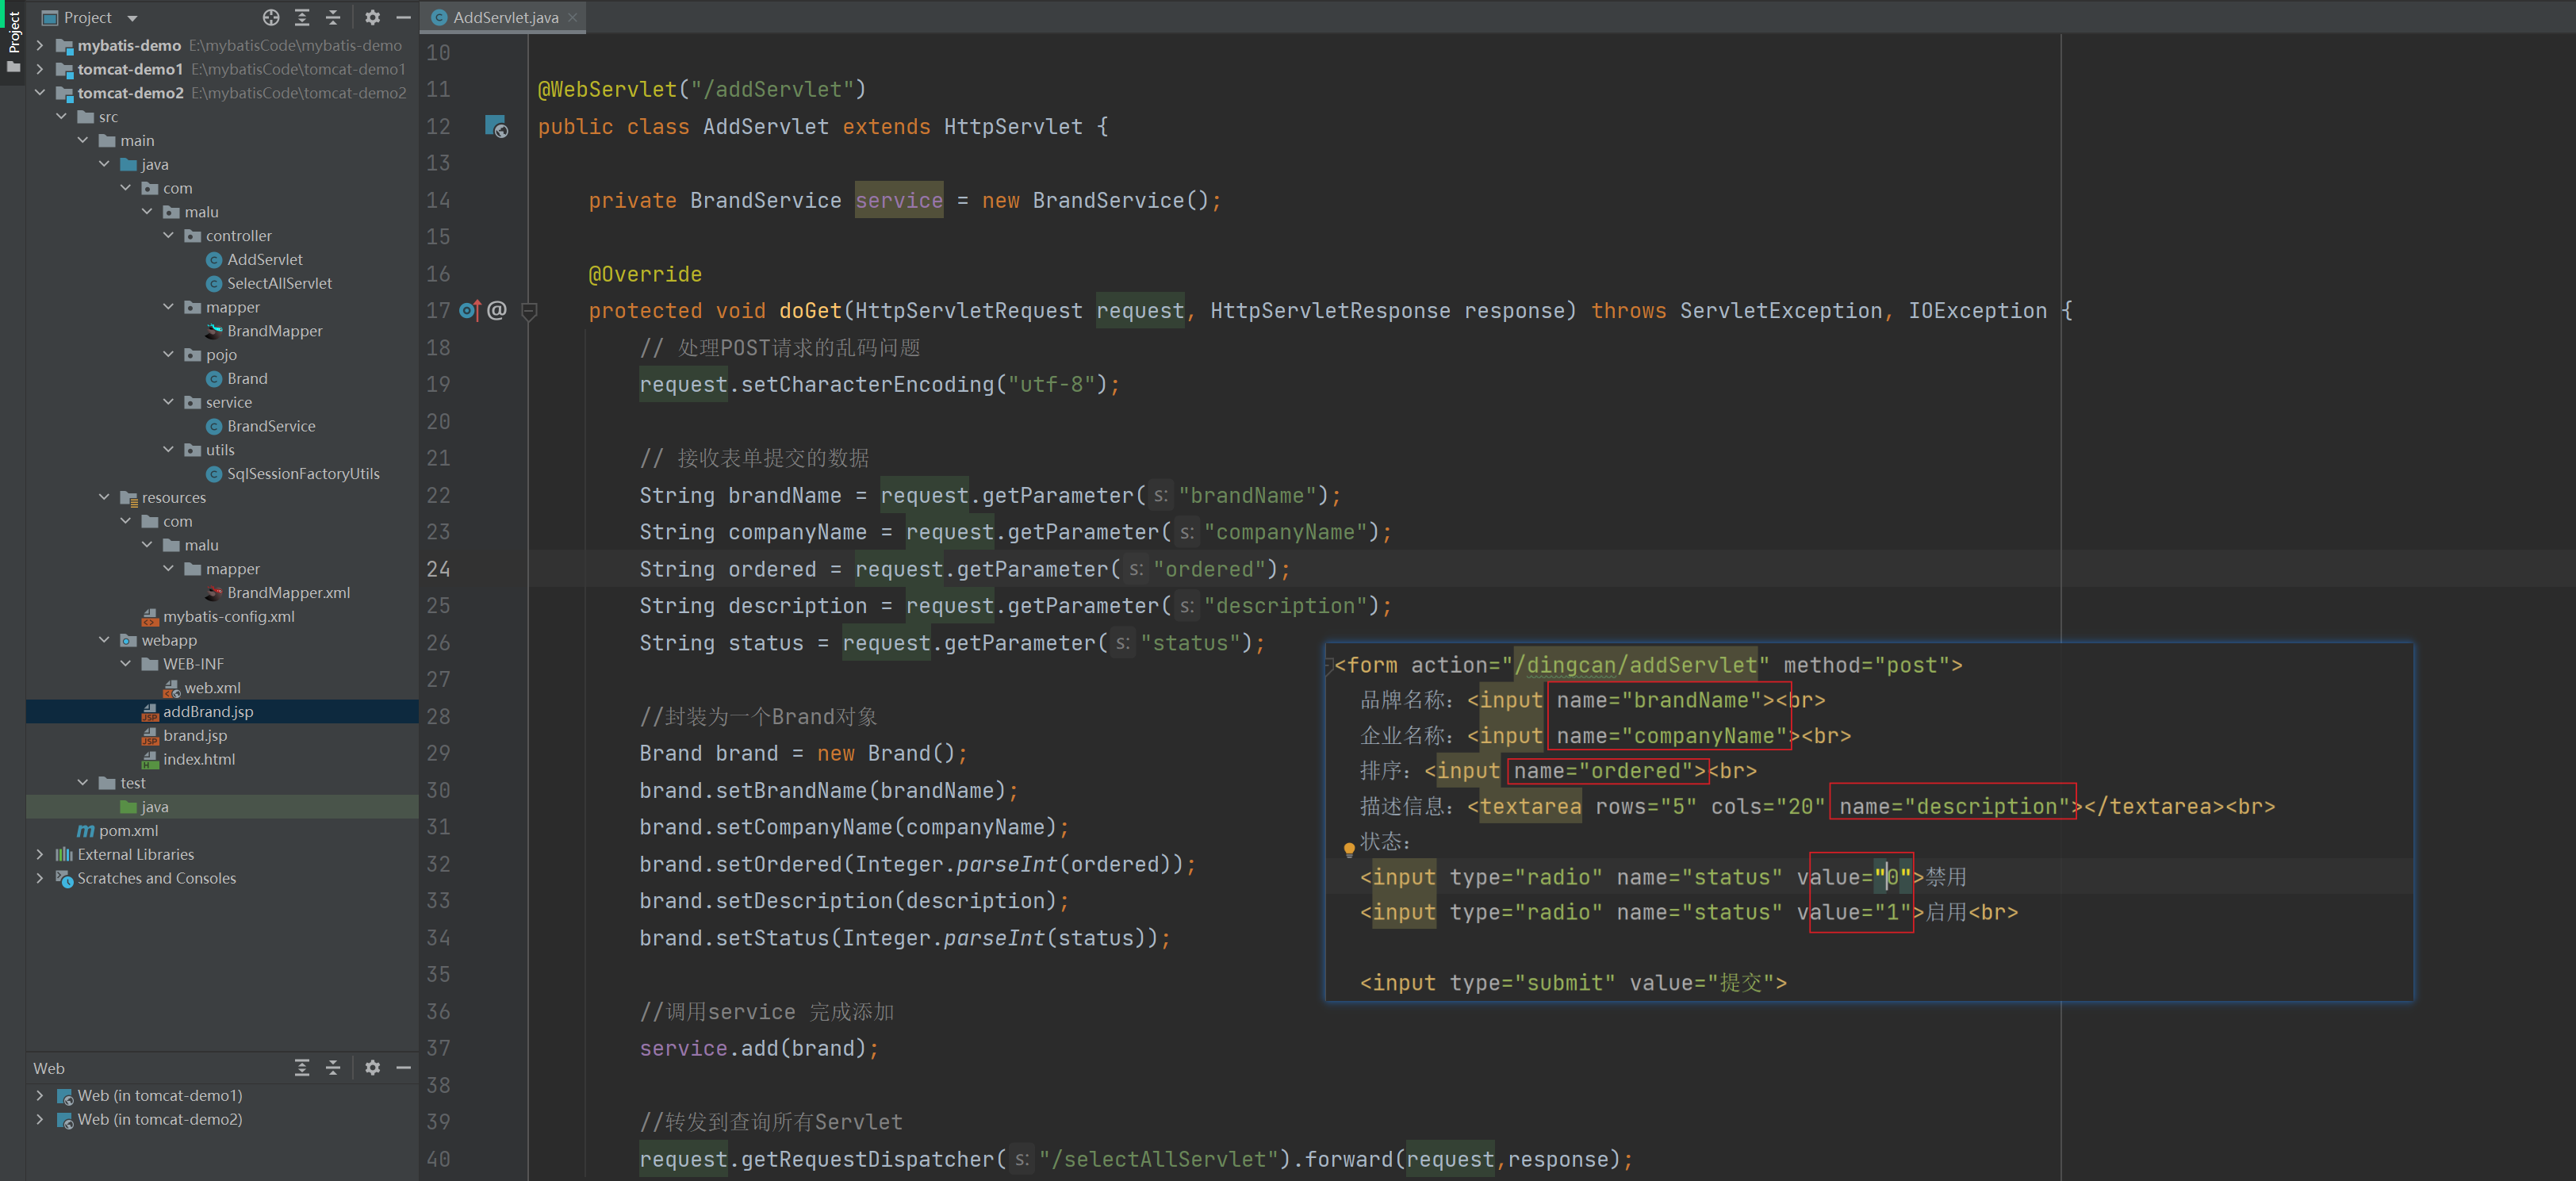 Project
Project
mybatis-demo E:\mybatisCode\mybatis-demo
tomcat-demo1 E:\mybatisCode\tomcat-demo1
tomcat-demo2 E:\mybatisCode\tomcat-demo2
src
main
java
com
malu
controller
AddServlet
SelectAllServlet
mapper
BrandMapper
pojo
Brand
service
BrandService
utils
SqlSessionFactoryUtils
resources
com
malu
mapper
BrandMapper.xml
mybatis-config.xml
webapp
WEB-INF
web.xml
addBrand.jsp
brand.jsp
index.html
test
java
pom.xml
External Libraries
Scratches and Consoles
Web
Web (in tomcat-demo1)
Web (in tomcat-demo2)
AddServlet.java
10
11 @WebServlet("/addServlet")
12 public class AddServlet extends HttpServlet {
13
14 private BrandService service = new BrandService();
15
16 @Override
17 protected void doGet(HttpServletRequest request, HttpServletResponse response) throws ServletException, IOException {
18 // 处理POST请求的乱码问题
19 request.setCharacterEncoding("utf-8");
20
21 // 接收表单提交的数据
22 String brandName = request.getParameter( s: "brandName");
23 String companyName = request.getParameter( s: "companyName");
24 String ordered = request.getParameter( s: "ordered");
25 String description = request.getParameter( s: "description");
26 String status = request.getParameter( s: "status");
27
28 //封装为一个Brand对象
29 Brand brand = new Brand();
30 brand.setBrandName(brandName);
31 brand.setCompanyName(companyName);
32 brand.setOrdered(Integer.parseInt(ordered));
33 brand.setDescription(description);
34 brand.setStatus(Integer.parseInt(status));
35
36 //调用service 完成添加
37 service.add(brand);
38
39 //转发到查询所有Servlet
40 request.getRequestDispatcher( s: "/selectAllServlet").forward(request,response);
<form action="/dingcan/addServlet" method="post">
品牌名称：<input name="brandName"><br>
企业名称：<input name="companyName"><br>
排序：<input name="ordered"><br>
描述信息：<textarea rows="5" cols="20" name="description"></textarea><br>
状态：
<input type="radio" name="status" value="0">禁用
<input type="radio" name="status" value="1">启用<br>
<input type="submit" value="提交">